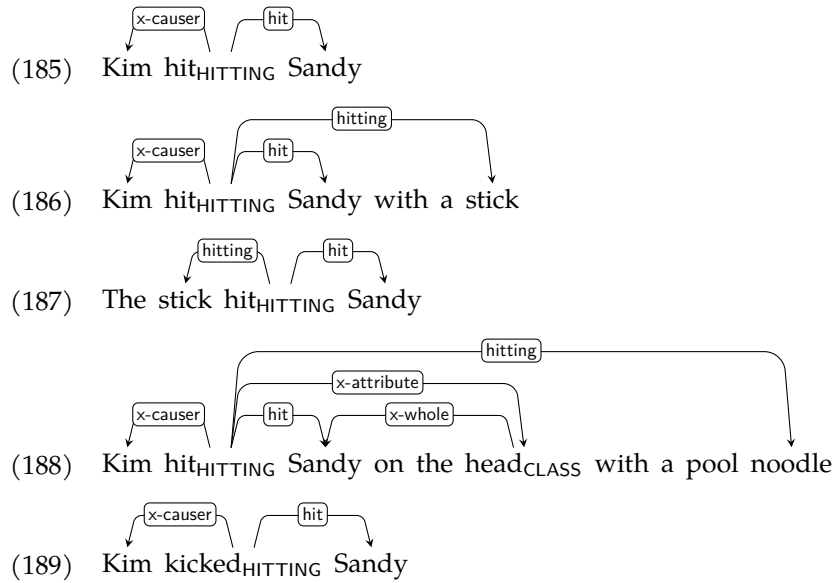 x-causer hit
(185) Kim hitHITTING Sandy
hitting
x-causer hit
(186) Kim hitHITTING Sandy with a stick
hitting hit
(187) The stick hitHITTING Sandy
hitting
x-attribute
x-causer hit x-whole
(188) Kim hitHITTING Sandy on the headCLASS with a pool noodle
x-causer hit
(189) Kim kickedHITTING Sandy